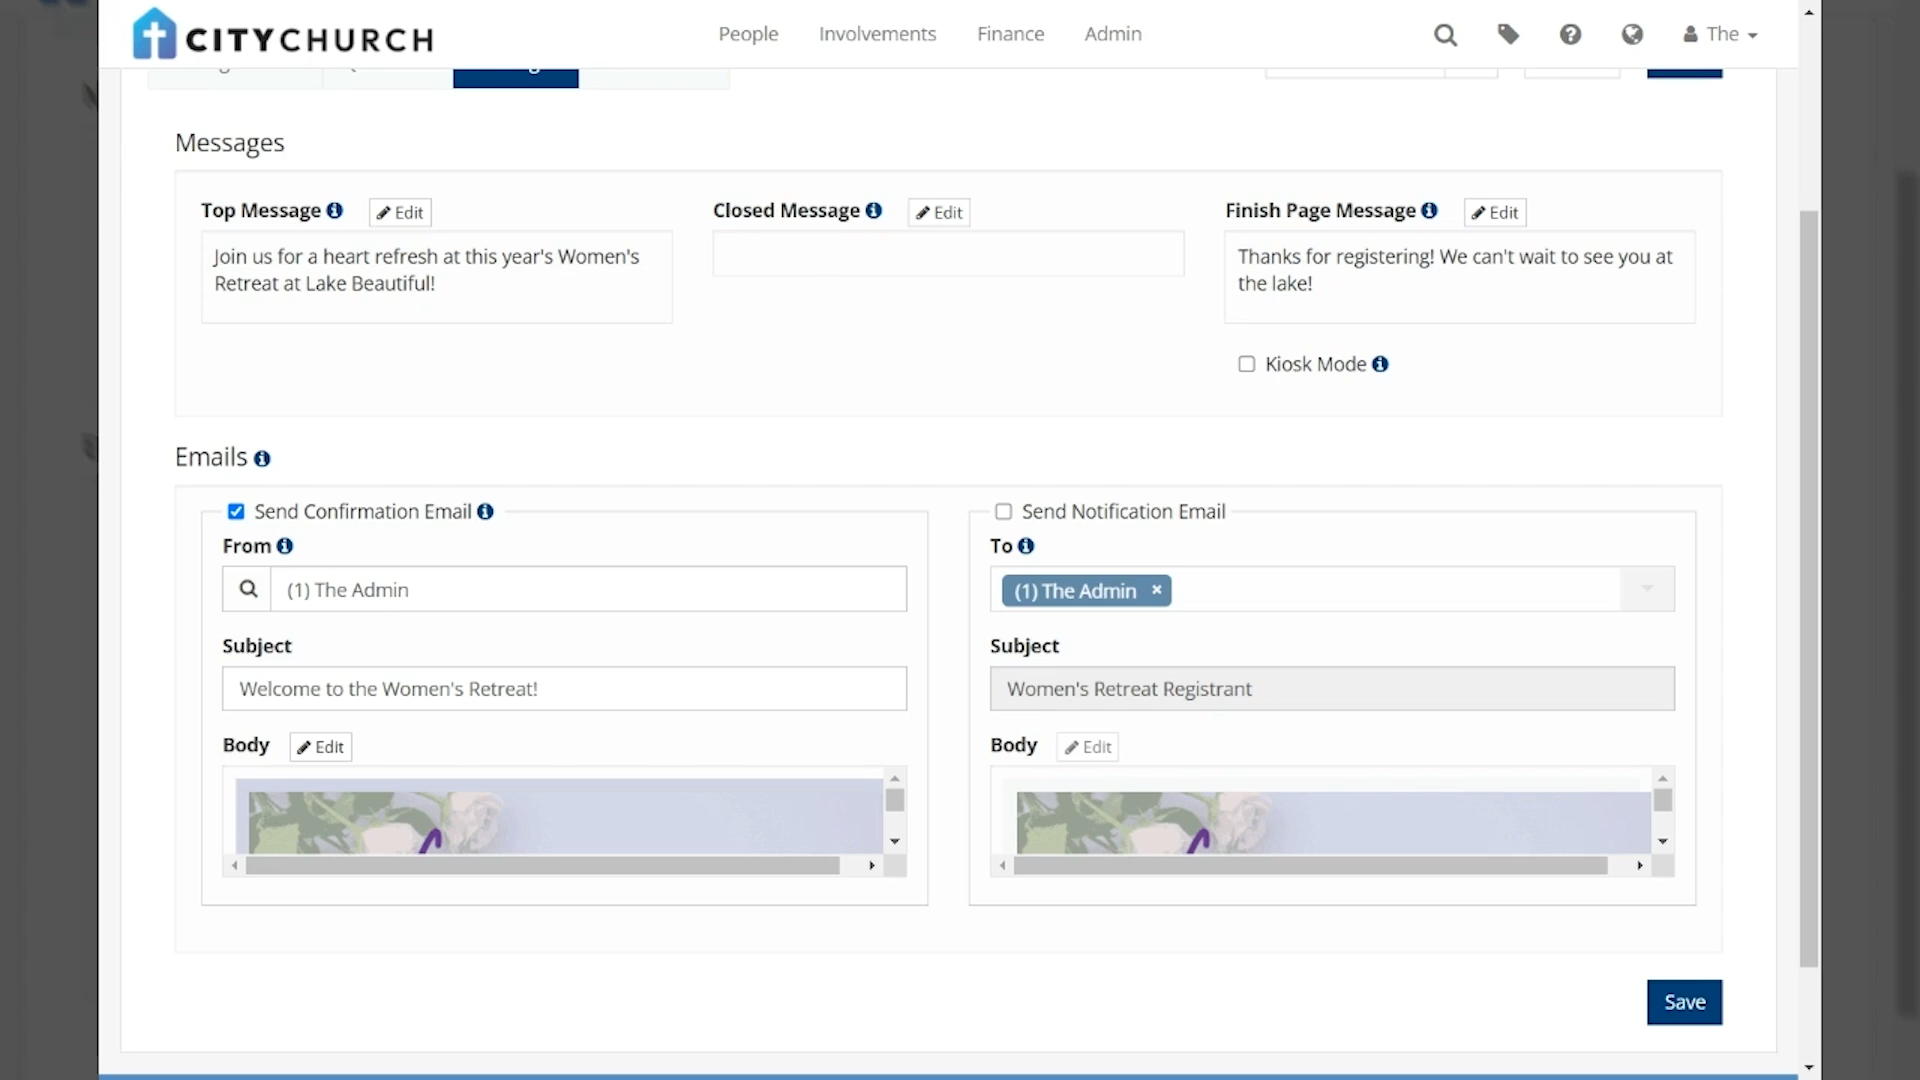 CITYCHURCH
People Involvements Finance Admin The
Messages
Top Message Edit
Join us for a heart refresh at this year's Women's
Retreat at Lake Beautiful!
Closed Message Edit
Finish Page Message Edit
Thanks for registering! We can't wait to see you at
the lake!
Kiosk Mode
Emails
Send Confirmation Email
From
(1) The Admin
Subject
Welcome to the Women's Retreat!
Body Edit
Send Notification Email
To
(1) The Admin ×
Subject
Women's Retreat Registrant
Body Edit
Save